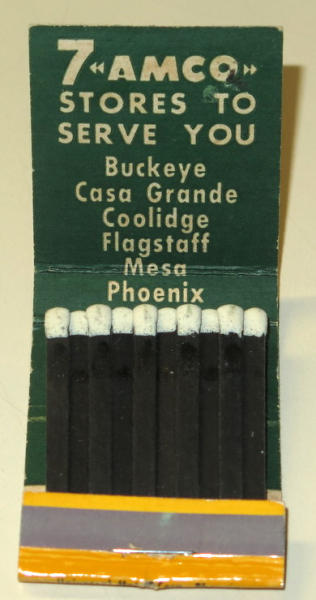 7 «AMCO»
STORES TO
SERVE YOU
Buckeye
Casa Grande
Coolidge
Flagstaff
Mesa
Phoenix